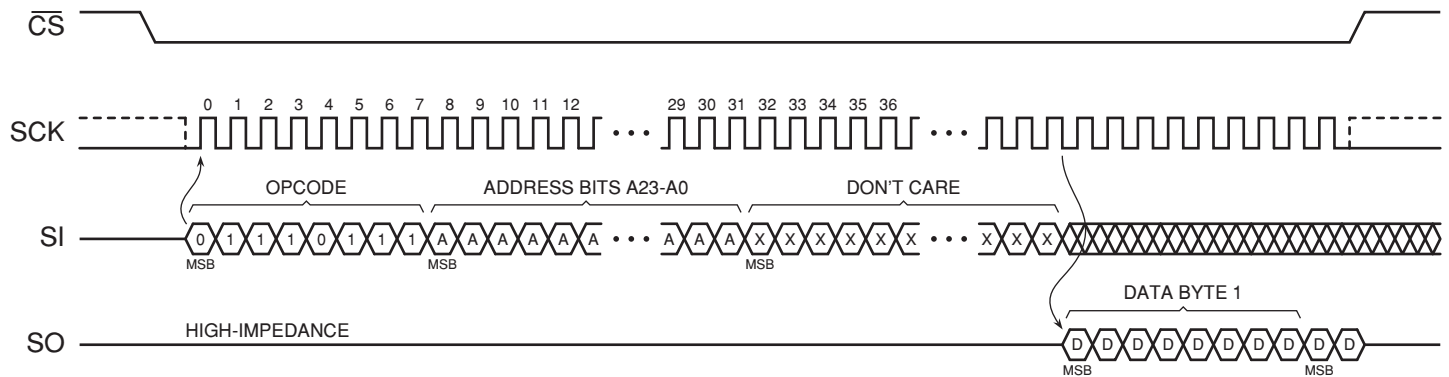 CS
0 1 2 3 4 5 6 7 8 9 10 11 12 29 30 31 32 33 34 35 36
SCK
OPCODE ADDRESS BITS A23-A0 DON'T CARE
SI 0 1 1 1 0 1 1 1 A A A A A A A A A X X X X X X X X X
MSB MSB MSB
DATA BYTE 1
HIGH-IMPEDANCE
SO D D D D D D D D D D
MSB MSB